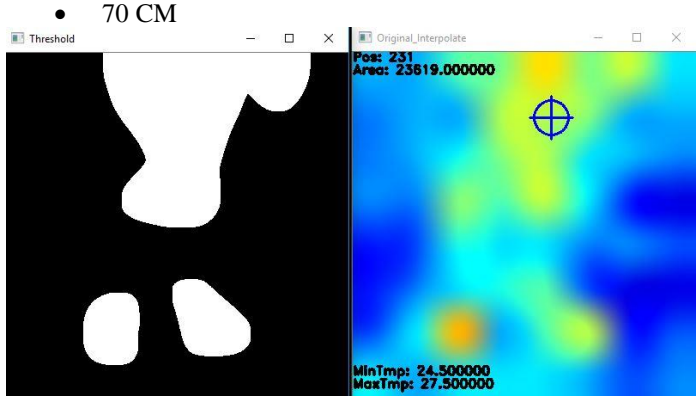 • 70 CM
Threshold
Original_Interpolate
Pos: 231
Area: 23619.000000
MinTmp: 24.500000
MaxTmp: 27.500000